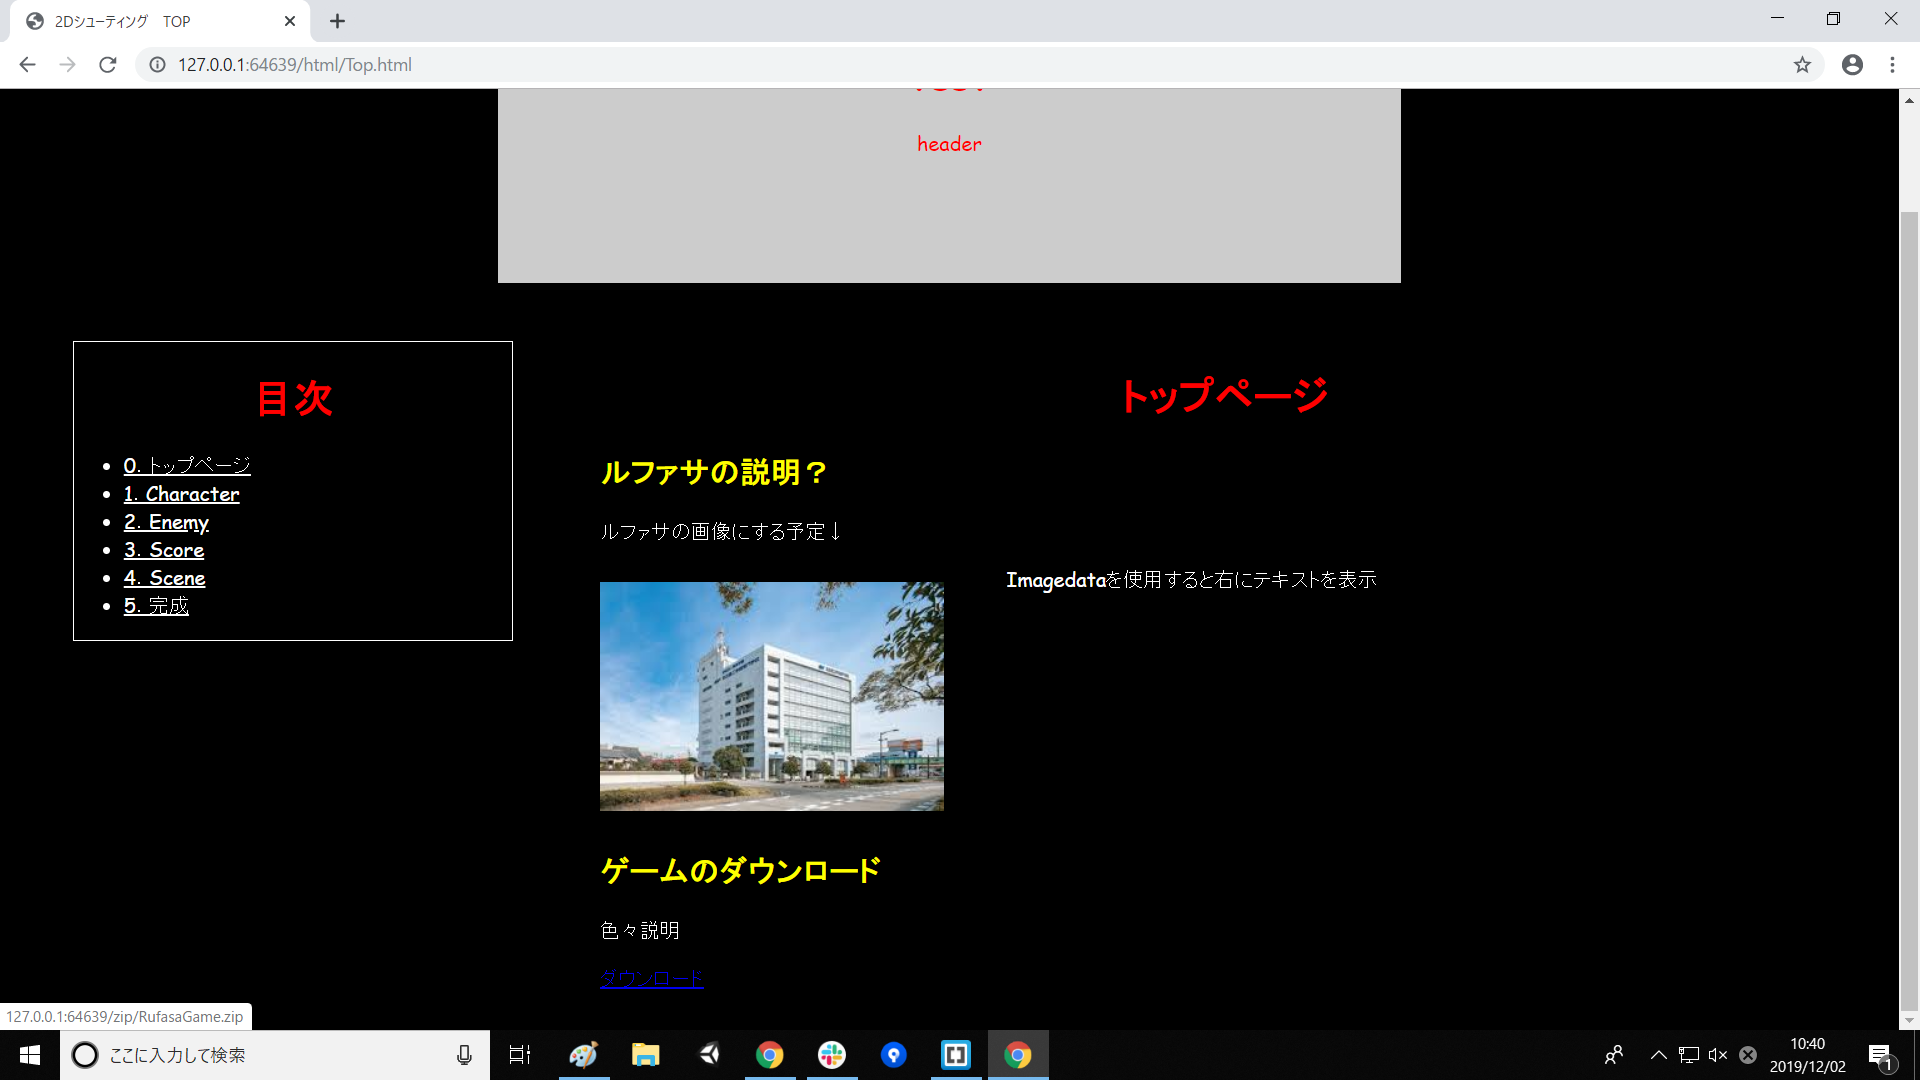 2Dシューティング　TOP
127.0.0.1:64639/html/Top.html
header
目次
0. トップページ
1. Character
2. Enemy
3. Score
4. Scene
5. 完成
トップページ
ルファサの説明？
ルファサの画像にする予定↓
Imagedataを使用すると右にテキストを表示
ゲームのダウンロード
色々説明
ダウンロード
127.0.0.1:64639/zip/RufasaGame.zip
ここに入力して検索
10:40
2019/12/02
1